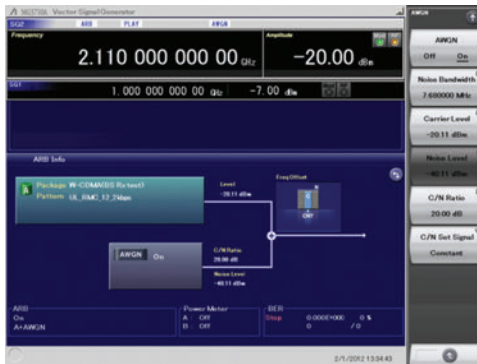 MG3710A Vector Signal Generator
SG2 ARB PLAY AWGN
Frequency
2.110 000 000 00 GHz
Amplitude
-20.00 dBm
SG1
1.000 000 000 00 GHz -7.00 dBm
ARB Info
Package W-CDMA(BS Rx test)
Pattern UL_RMC_12_2kbps
Level
-20.11 dBm
Freq Offset
AWGN On
C/N Ratio
20.00 dB
Noise Level
-40.11 dBm
ARB
On
A+AWGN
Power Meter
A : Off
B : Off
BER
Stop 0.000E+000 0 %
0 / 0
2/1/2012 13:54:43
AWGN
AWGN
Off On
Noise Bandwidth
7.680000 MHz
Carrier Level
-20.11 dBm
Noise Level
-40.11 dBm
C/N Ratio
20.00 dB
C/N Set Signal
Constant